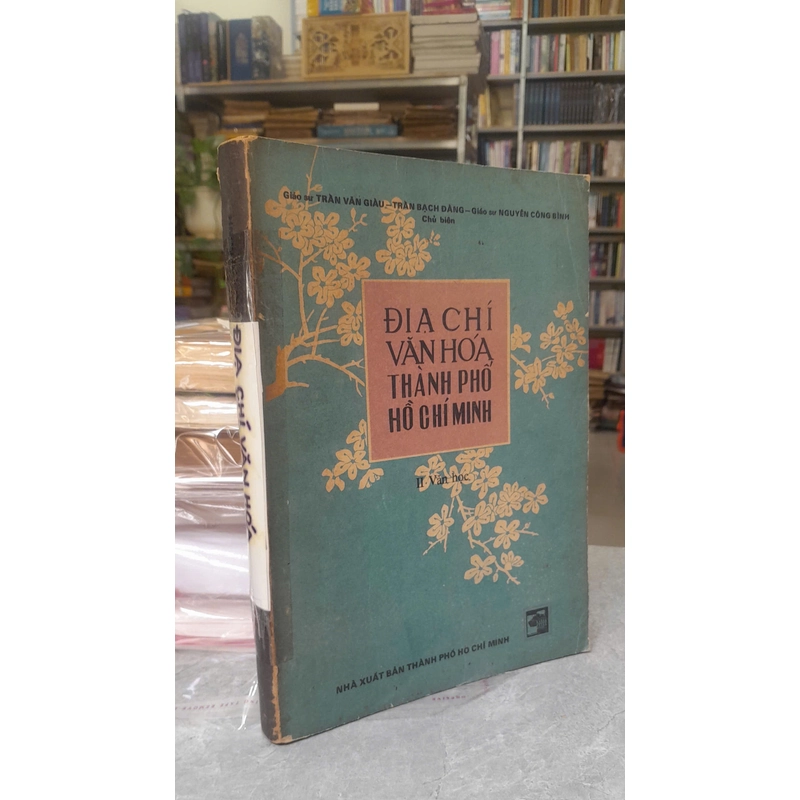 Giáo sư TRẦN VĂN GIÀU - TRẦN BẠCH ĐẰNG - Giáo sư NGUYỄN CÔNG BÌNH
Chủ biên
ĐỊA CHÍ
VĂN HÓA
THÀNH PHỐ
HỒ CHÍ MINH
II. Văn học
NHÀ XUẤT BẢN THÀNH PHỐ HỒ CHÍ MINH
ĐỊA CHÍ VĂN HÓA